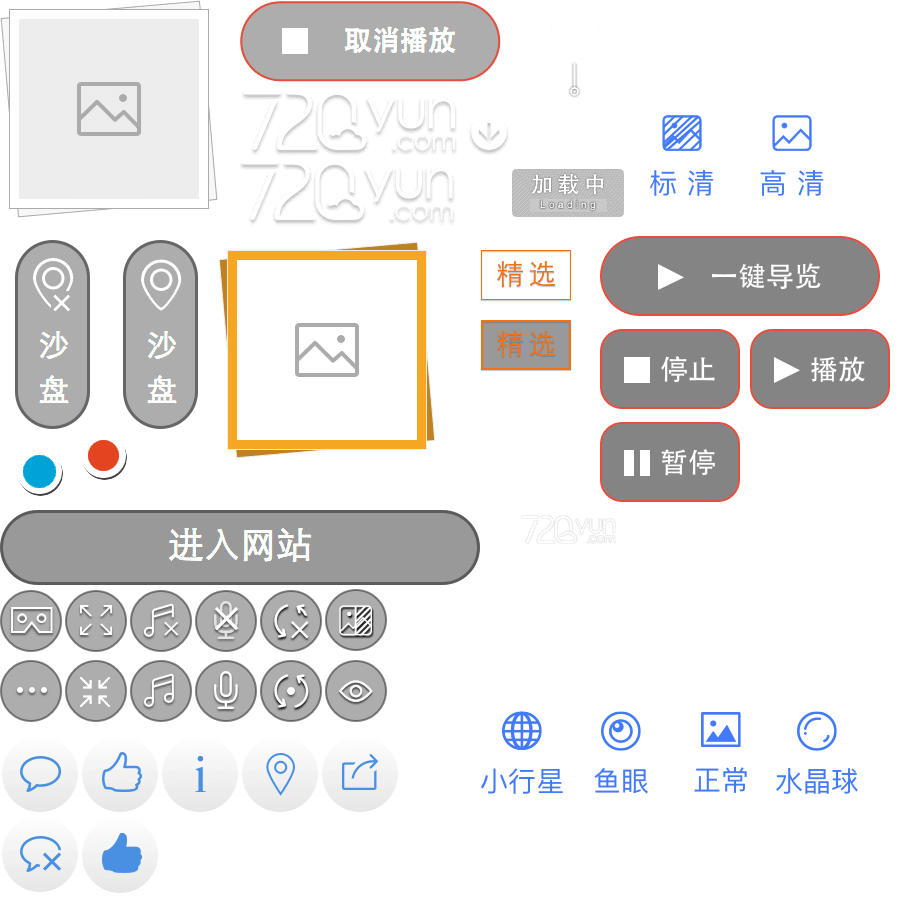 取消播放
720yun
.com
720yun
.com
加载中
Loading
标清
高清
沙盘
沙盘
精选
精选
一键导览
停止
播放
暂停
720yun
.com
进入网站
i
小行星
鱼眼
正常
水晶球